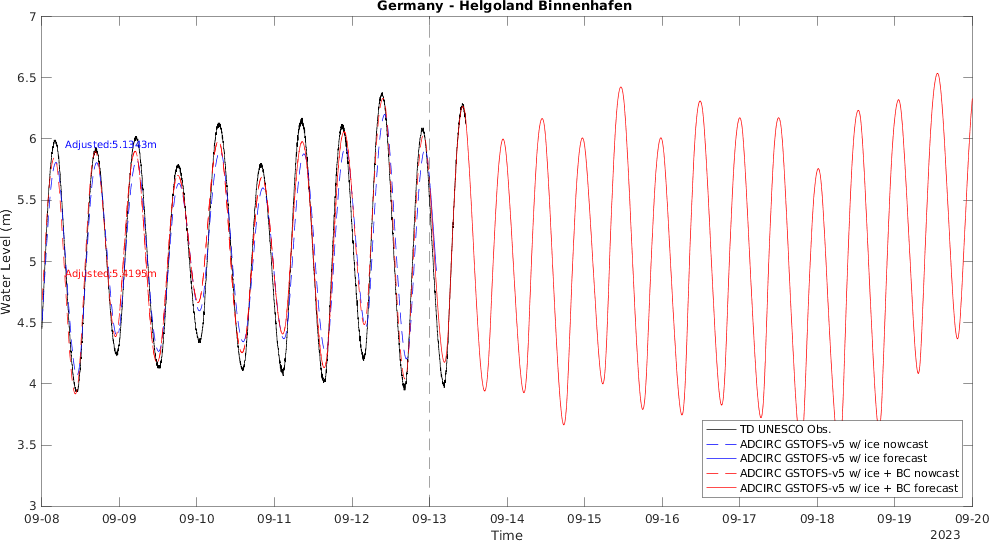 Germany - Helgoland Binnenhafen
7
6.5
6
5.5
5
4.5
4
3.5
3
Water Level (m)
Adjusted:5.1343m
Adjusted:5.4195m
TD UNESCO Obs.
ADCIRC GSTOFS-v5 w/ ice nowcast
ADCIRC GSTOFS-v5 w/ ice forecast
ADCIRC GSTOFS-v5 w/ ice + BC nowcast
ADCIRC GSTOFS-v5 w/ ice + BC forecast
09-08 09-09 09-10 09-11 09-12 09-13 09-14 09-15 09-16 09-17 09-18 09-19 09-20
Time
2023